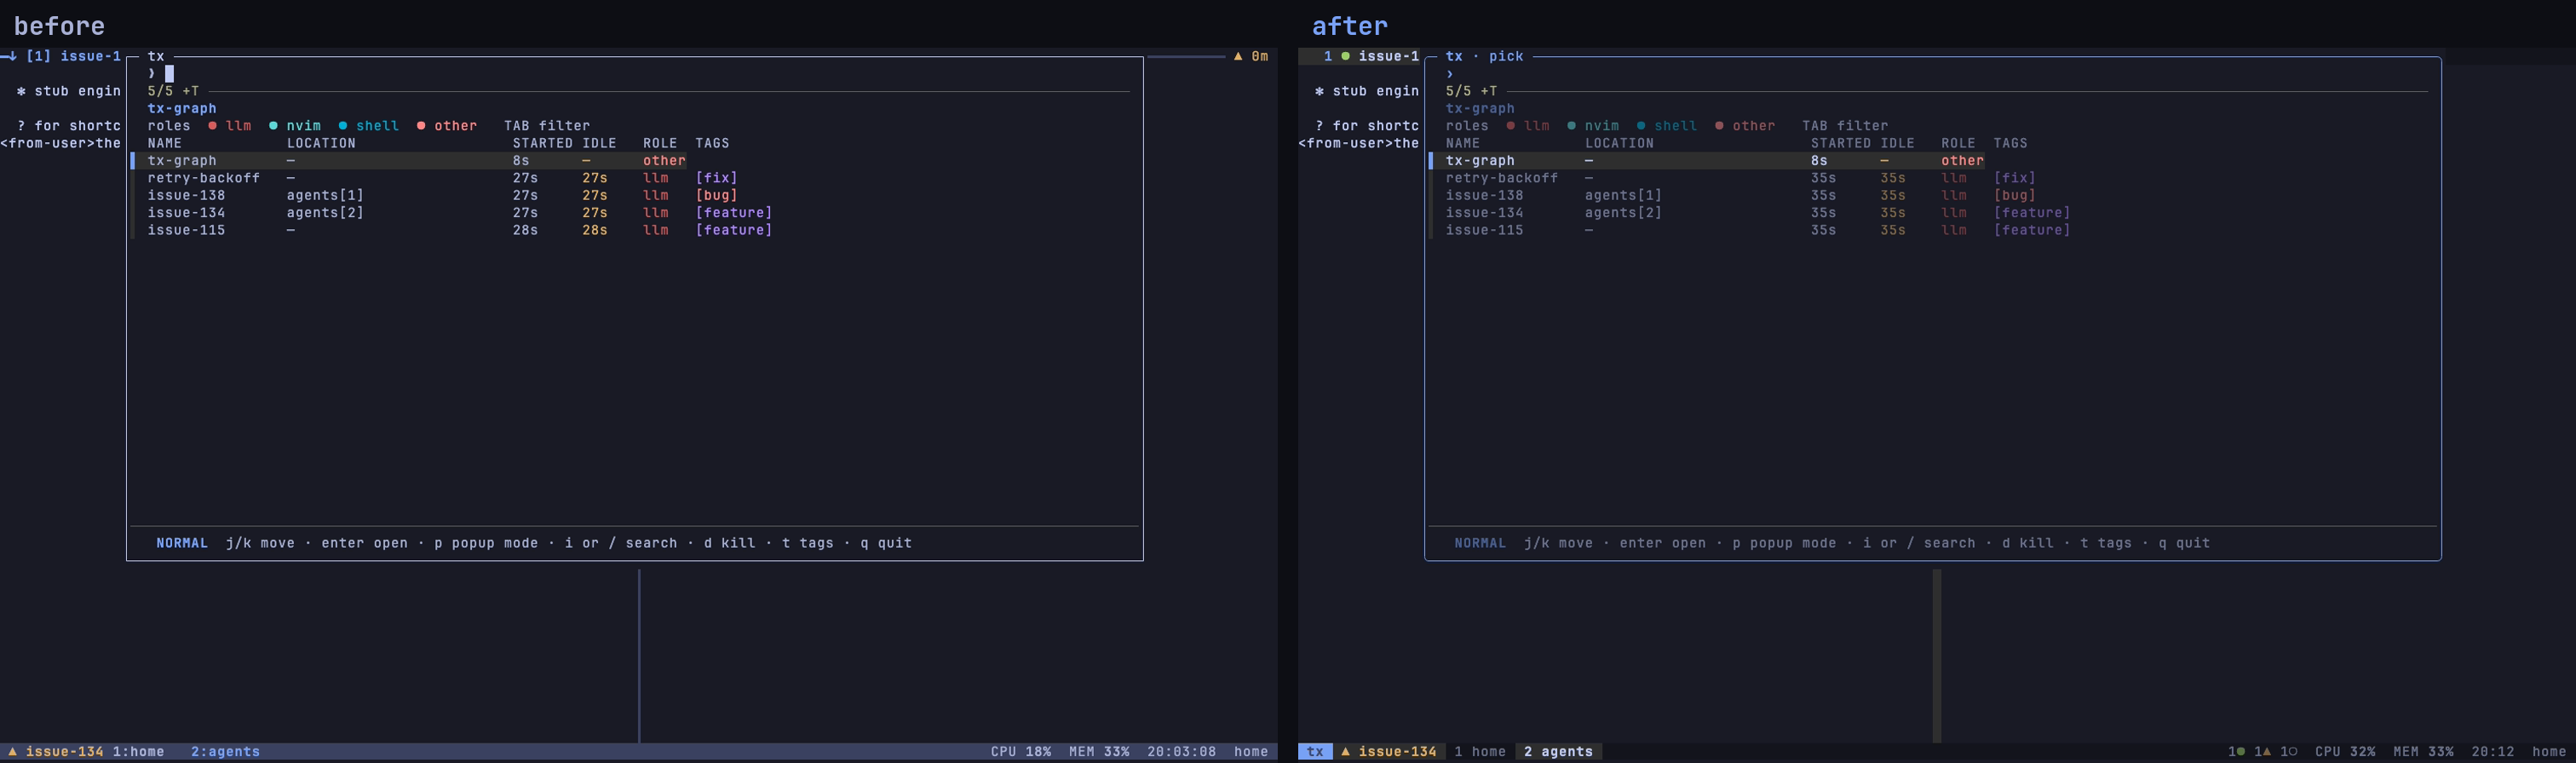 before
↓ [1] issue-1
tx
▲ 0m
❯
✻ stub engin
5/5 +T
tx-graph
? for shortc
roles ● llm ● nvim ● shell ● other TAB filter
<from-user>the
NAME LOCATION STARTED IDLE ROLE TAGS
tx-graph — 8s — other
retry-backoff — 27s 27s llm [fix]
issue-138 agents[1] 27s 27s llm [bug]
issue-134 agents[2] 27s 27s llm [feature]
issue-115 — 28s 28s llm [feature]
NORMAL j/k move · enter open · p popup mode · i or / search · d kill · t tags · q quit
▲ issue-134 1:home 2:agents CPU 18% MEM 33% 20:03:08 home
after
1 ● issue-1
tx · pick
›
✻ stub engin
5/5 +T
tx-graph
? for shortc
roles ● llm ● nvim ● shell ● other TAB filter
<from-user>the
NAME LOCATION STARTED IDLE ROLE TAGS
tx-graph — 8s — other
retry-backoff — 35s 35s llm [fix]
issue-138 agents[1] 35s 35s llm [bug]
issue-134 agents[2] 35s 35s llm [feature]
issue-115 — 35s 35s llm [feature]
NORMAL j/k move · enter open · p popup mode · i or / search · d kill · t tags · q quit
tx ▲ issue-134 1 home 2 agents 1● 1▲ 1○ CPU 32% MEM 33% 20:12 home